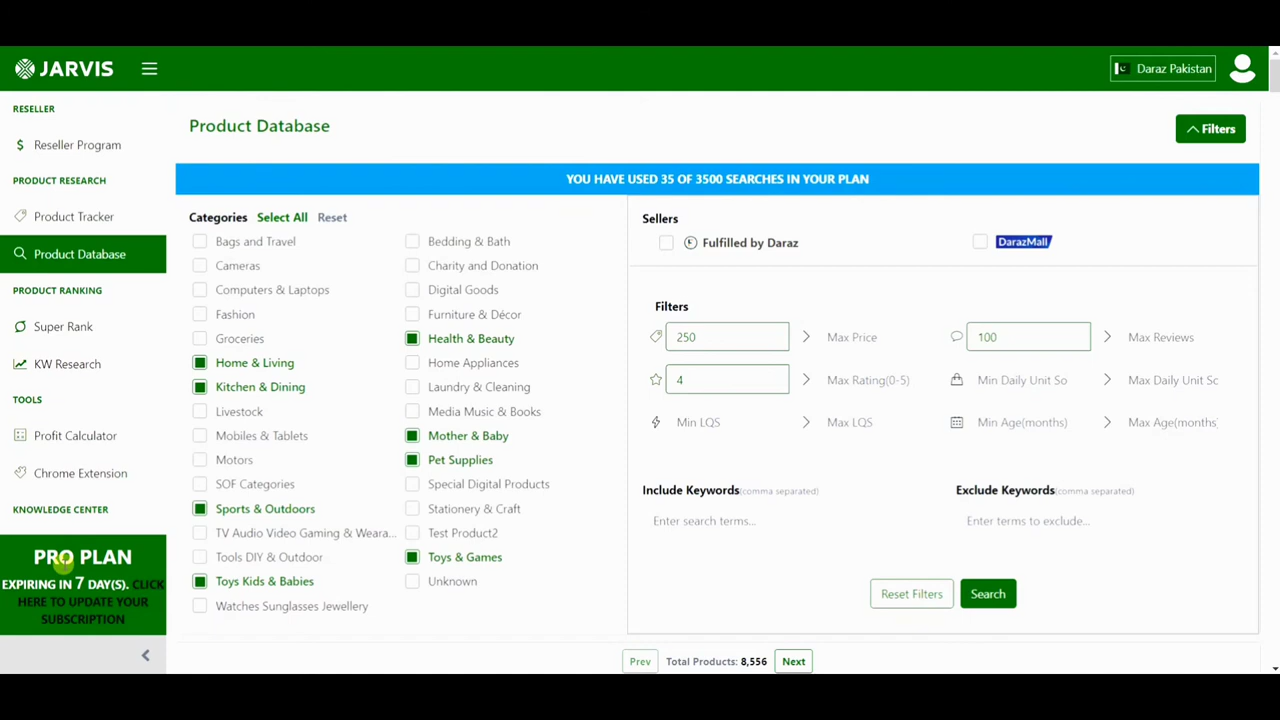 JARVIS
Daraz Pakistan
RESELLER
Reseller Program
PRODUCT RESEARCH
Product Tracker
Product Database
PRODUCT RANKING
Super Rank
KW Research
TOOLS
Profit Calculator
Chrome Extension
KNOWLEDGE CENTER
PRO PLAN
EXPIRING IN 7 DAY(S). CLICK
HERE TO UPDATE YOUR
SUBSCRIPTION
Product Database
Filters
YOU HAVE USED 35 OF 3500 SEARCHES IN YOUR PLAN
Categories Select All Reset
Bags and Travel
Cameras
Computers & Laptops
Fashion
Groceries
Home & Living
Kitchen & Dining
Livestock
Mobiles & Tablets
Motors
SOF Categories
Sports & Outdoors
TV Audio Video Gaming & Weara...
Tools DIY & Outdoor
Toys Kids & Babies
Watches Sunglasses Jewellery
Bedding & Bath
Charity and Donation
Digital Goods
Furniture & Décor
Health & Beauty
Home Appliances
Laundry & Cleaning
Media Music & Books
Mother & Baby
Pet Supplies
Special Digital Products
Stationery & Craft
Test Product2
Toys & Games
Unknown
Sellers
Fulfilled by Daraz
DarazMall
Filters
250 Max Price 100 Max Reviews
4 Max Rating(0-5) Min Daily Unit So Max Daily Unit Sc
Min LQS Max LQS Min Age(months) Max Age(months)
Include Keywords(comma separated) Exclude Keywords(comma separated)
Enter search terms... Enter terms to exclude...
Reset Filters Search
Prev Total Products: 8,556 Next